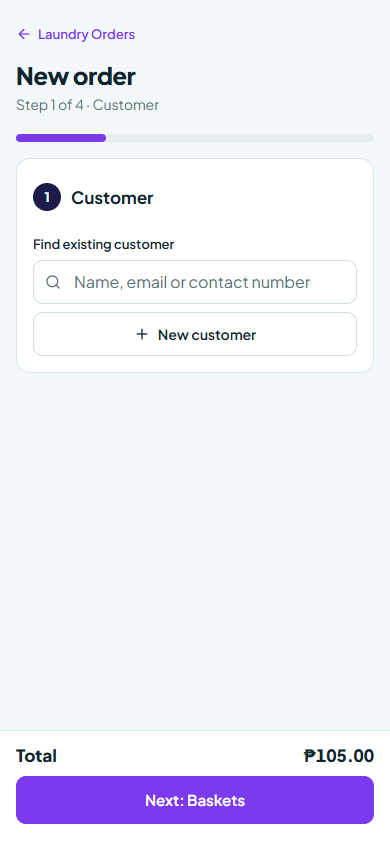 Laundry Orders
New order
Step 1 of 4 · Customer
1 Customer
Find existing customer
Name, email or contact number
New customer
Total ₱105.00
Next: Baskets